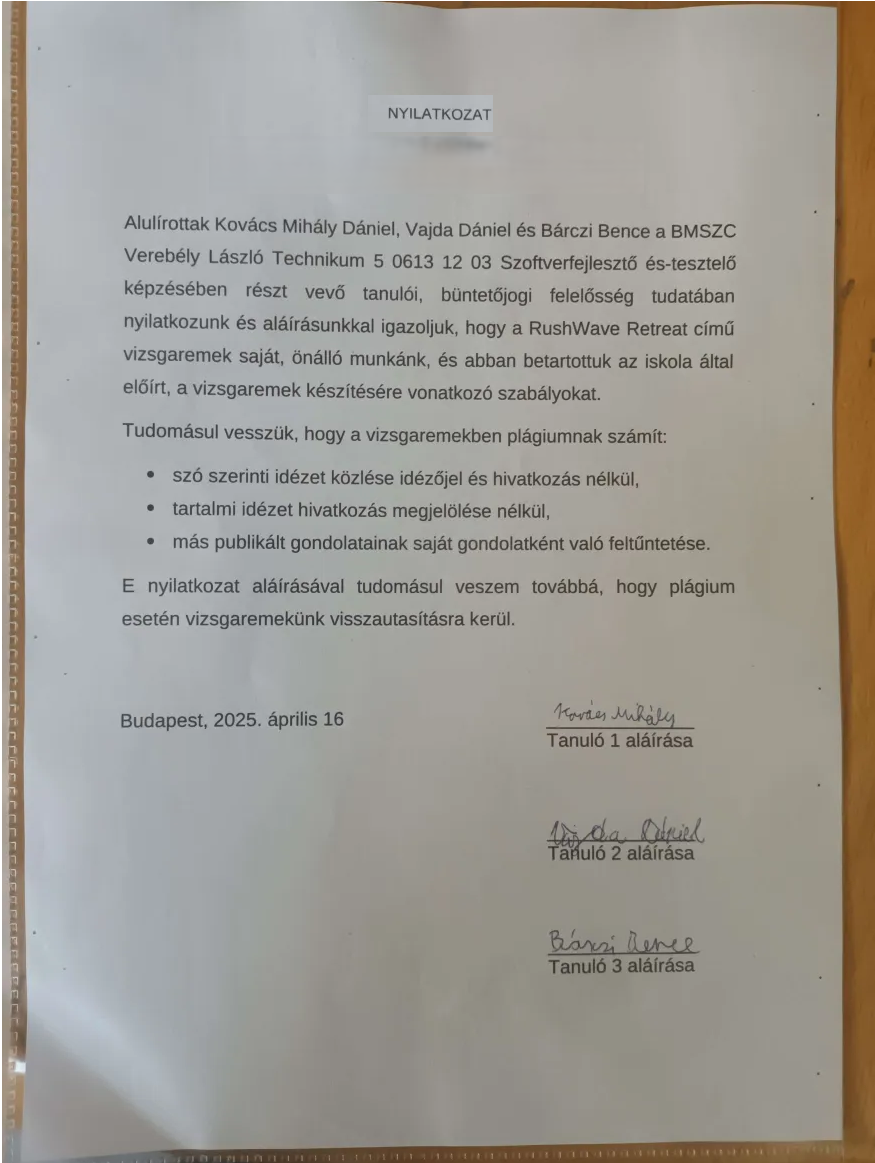 NYILATKOZAT
Alulírottak Kovács Mihály Dániel, Vajda Dániel és Bárczi Bence a BMSZC
Verebély László Technikum 5 0613 12 03 Szoftverfejlesztő és-tesztelő
képzésében részt vevő tanulói, büntetőjogi felelősség tudatában
nyilatkozunk és aláírásunkkal igazoljuk, hogy a RushWave Retreat című
vizsgaremek saját, önálló munkánk, és abban betartottuk az iskola által
előírt, a vizsgaremek készítésére vonatkozó szabályokat.
Tudomásul vesszük, hogy a vizsgaremekben plágiumnak számít:
• szó szerinti idézet közlése idézőjel és hivatkozás nélkül,
• tartalmi idézet hivatkozás megjelölése nélkül,
• más publikált gondolatainak saját gondolatként való feltűntetése.
E nyilatkozat aláírásával tudomásul veszem továbbá, hogy plágium
esetén vizsgaremekünk visszautasításra kerül.
Budapest, 2025. április 16
Kovács Mihály
Tanuló 1 aláírása
Vajda Dániel
Tanuló 2 aláírása
Bárczi Bence
Tanuló 3 aláírása